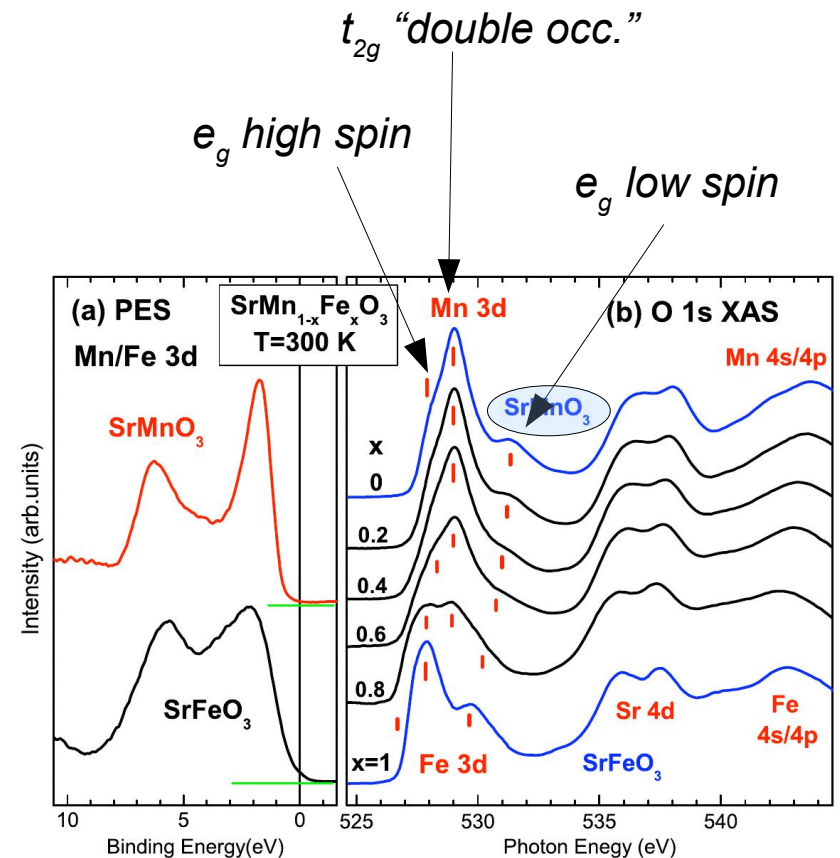 t2g “double occ.”
eg high spin
eg low spin
(a) PES
Mn/Fe 3d
SrMn1-xFexO3
T=300 K
Mn 3d
(b) O 1s XAS
Mn 4s/4p
SrMnO3
SrMnO3
x
0
0.2
0.4
0.6
0.8
x=1
SrFeO3
Fe 3d
Sr 4d
SrFeO3
Fe
4s/4p
Intensity (arb.units)
10 5 0
Binding Energy(eV)
525 530 535 540
Photon Enegy (eV)